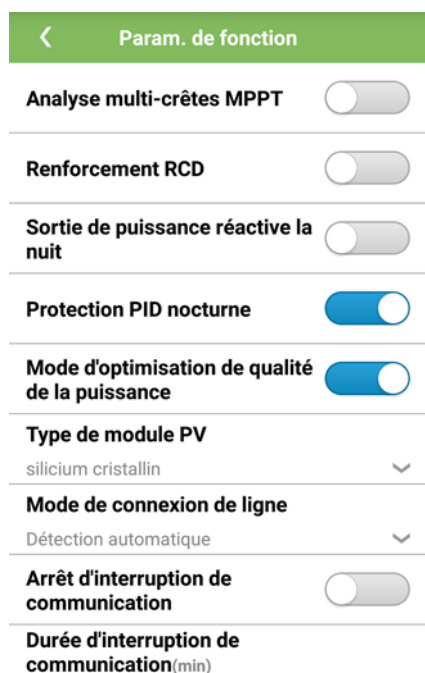 Param. de fonction
Analyse multi-crêtes MPPT
Renforcement RCD
Sortie de puissance réactive la
nuit
Protection PID nocturne
Mode d'optimisation de qualité
de la puissance
Type de module PV
silicium cristallin
Mode de connexion de ligne
Détection automatique
Arrêt d'interruption de
communication
Durée d'interruption de
communication(min)